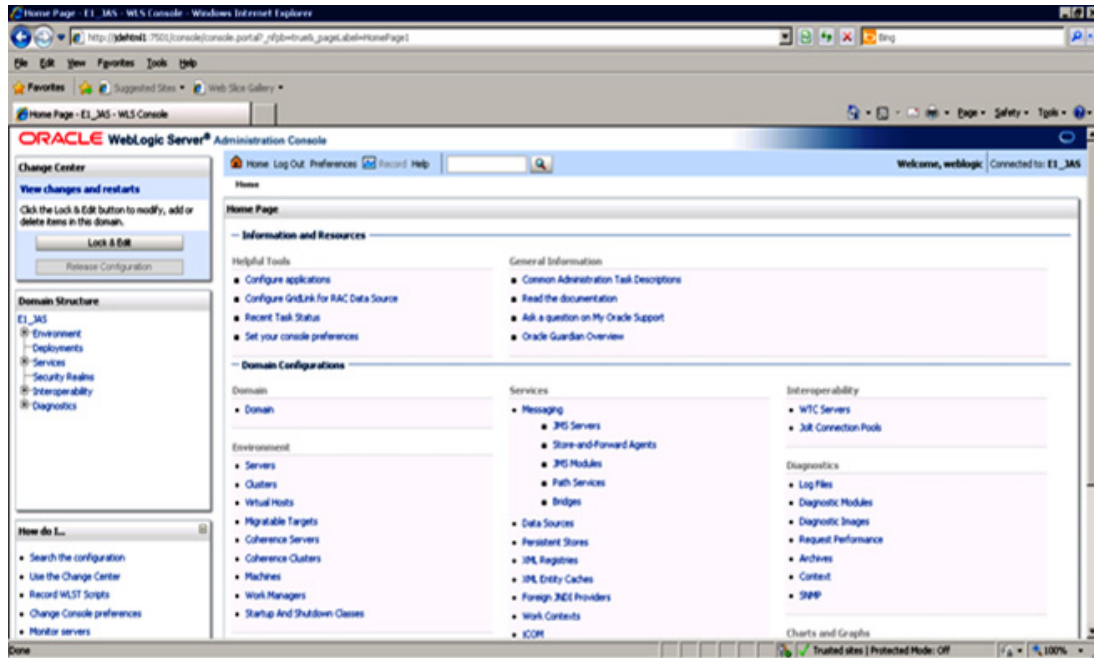 Home Page - E1_JAS - WLS Console - Windows Internet Explorer
http://jdehtml1:7501/console/console.portal?_nfpb=true&_pageLabel=HomePage1
Bing
File Edit View Favorites Tools Help
Favorites Suggested Sites Web Slice Gallery
Home Page - E1_JAS - WLS Console
Page Safety Tools
ORACLE WebLogic Server® Administration Console
Change Center
View changes and restarts
Click the Lock & Edit button to modify, add or
delete items in this domain.
Lock & Edit
Release Configuration
Domain Structure
E1_JAS
Environment
Deployments
Services
Security Realms
Interoperability
Diagnostics
How do I...
Search the configuration
Use the Change Center
Record WLST Scripts
Change Console preferences
Monitor servers
Home Log Out Preferences Record Help
Welcome, weblogic Connected to: E1_JAS
Home
Home Page
Information and Resources
Helpful Tools
Configure applications
Configure GridLink for RAC Data Source
Recent Task Status
Set your console preferences
General Information
Common Administration Task Descriptions
Read the documentation
Ask a question on My Oracle Support
Oracle Guardian Overview
Domain Configurations
Domain
Domain
Environment
Servers
Clusters
Virtual Hosts
Migratable Targets
Coherence Servers
Coherence Clusters
Machines
Work Managers
Startup And Shutdown Classes
Services
Messaging
JMS Servers
Store-and-Forward Agents
JMS Modules
Path Services
Bridges
Data Sources
Persistent Stores
XML Registries
XML Entity Caches
Foreign JNDI Providers
Work Contexts
jCOM
Interoperability
WTC Servers
Jolt Connection Pools
Diagnostics
Log Files
Diagnostic Modules
Diagnostic Images
Request Performance
Archives
Context
SNMP
Charts and Graphs
Done
Trusted sites | Protected Mode: Off
100%